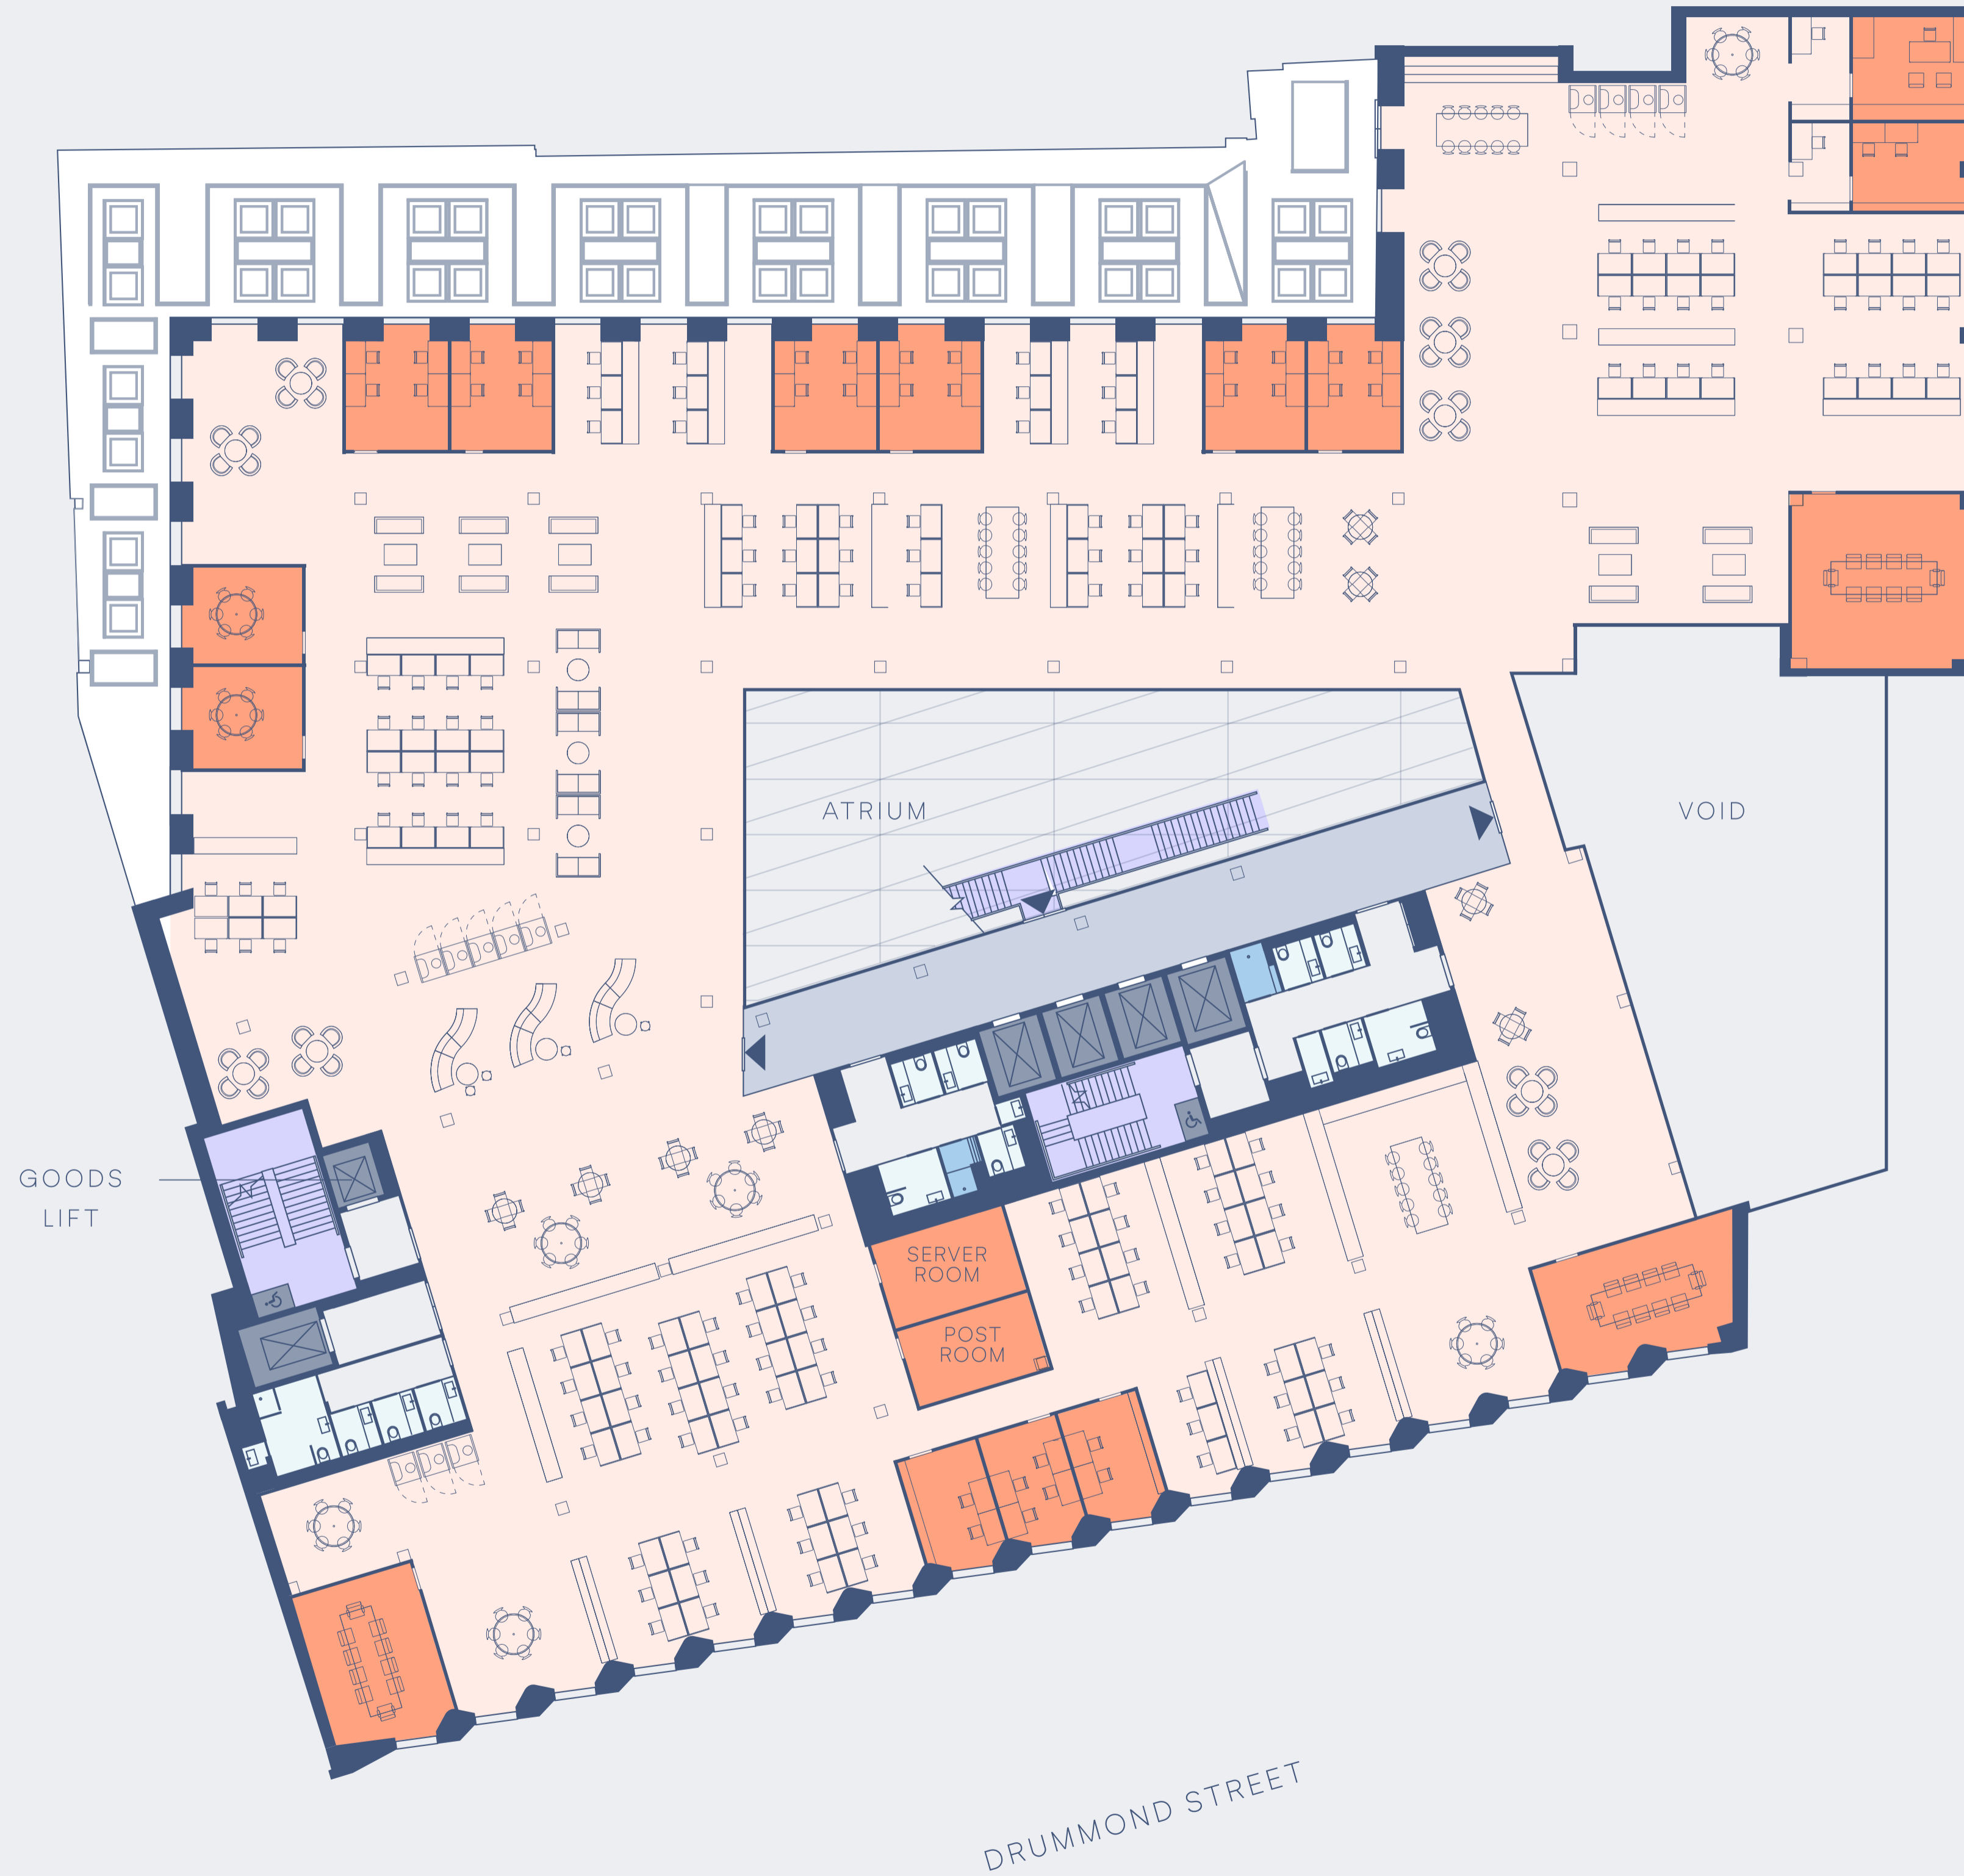 ATRIUM
VOID
GOODS
LIFT
SERVER
ROOM
POST
ROOM
DRUMMOND STREET